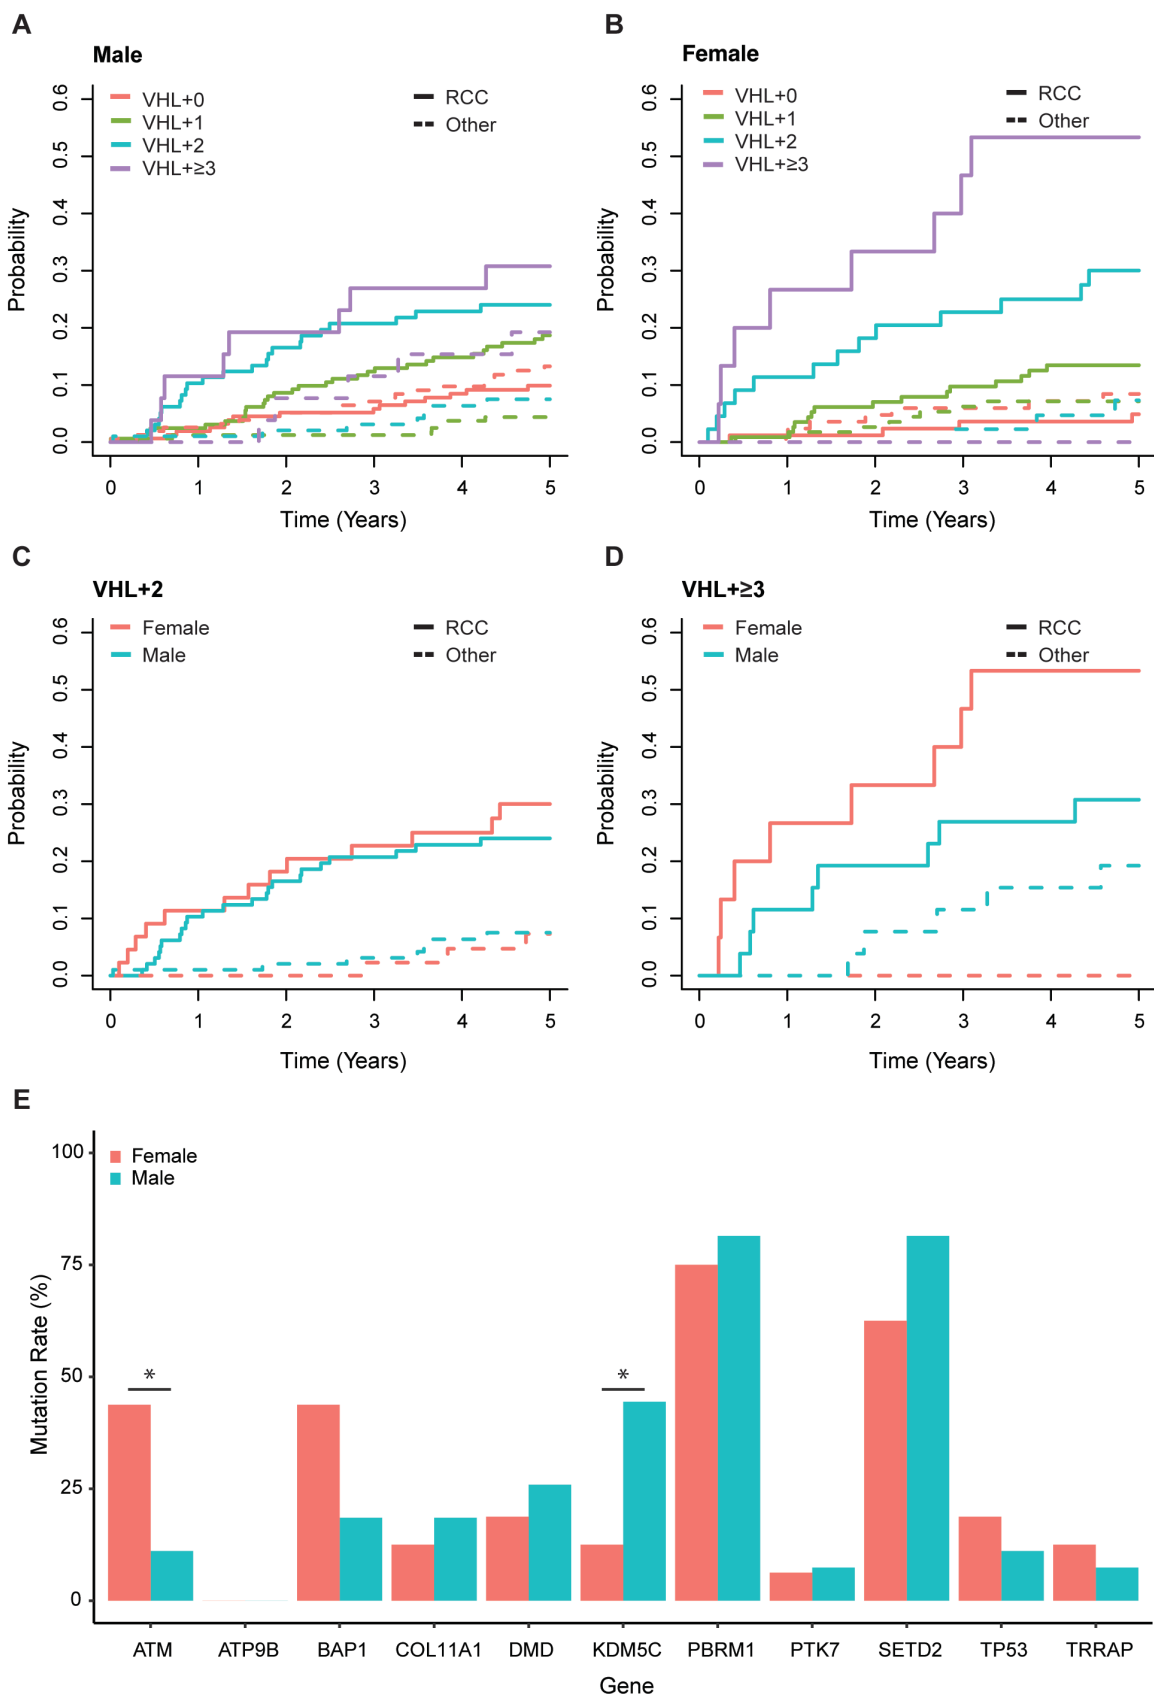 A
Male
VHL+0
VHL+1
VHL+2
VHL+≥3
RCC
Other
Probability
0.0 0.1 0.2 0.3 0.4 0.5 0.6
0 1 2 3 4 5
Time (Years)
B
Female
VHL+0
VHL+1
VHL+2
VHL+≥3
RCC
Other
Probability
0.0 0.1 0.2 0.3 0.4 0.5 0.6
0 1 2 3 4 5
Time (Years)
C
VHL+2
Female
Male
RCC
Other
Probability
0.0 0.1 0.2 0.3 0.4 0.5 0.6
0 1 2 3 4 5
Time (Years)
D
VHL+≥3
Female
Male
RCC
Other
Probability
0.0 0.1 0.2 0.3 0.4 0.5 0.6
0 1 2 3 4 5
Time (Years)
E
Female
Male
Mutation Rate (%)
100
75
50
25
0
*
*
ATM ATP9B BAP1 COL11A1 DMD KDM5C PBRM1 PTK7 SETD2 TP53 TRRAP
Gene